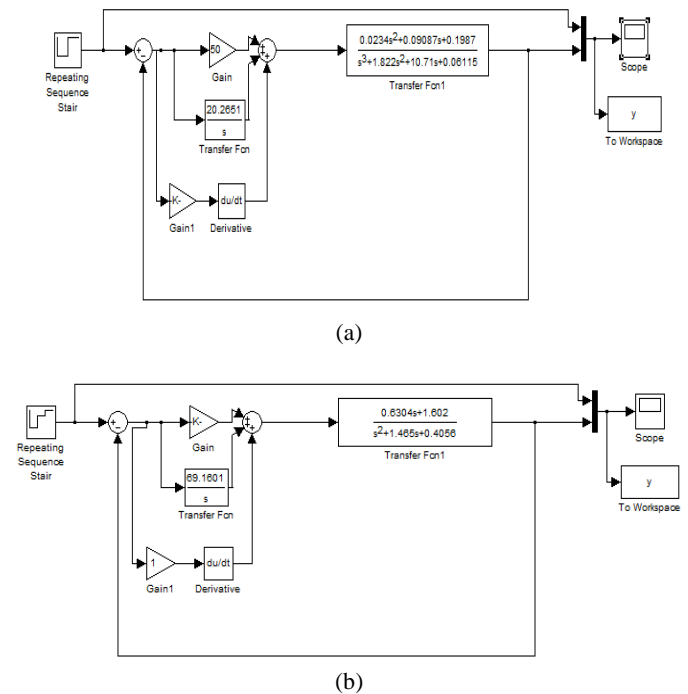 Repeating
Sequence
Stair
50
Gain
20.2651
s
Transfer Fcn
-K-
Gain1
du/dt
Derivative
0.0234s2+0.09087s+0.1987
s3+1.822s2+10.71s+0.06115
Transfer Fcn1
Scope
y
To Workspace
(a)
Repeating
Sequence
Stair
-K-
Gain
69.1601
s
Transfer Fcn
1
Gain1
du/dt
Derivative
0.6304s+1.602
s2+1.465s+0.4056
Transfer Fcn1
Scope
y
To Workspace
(b)